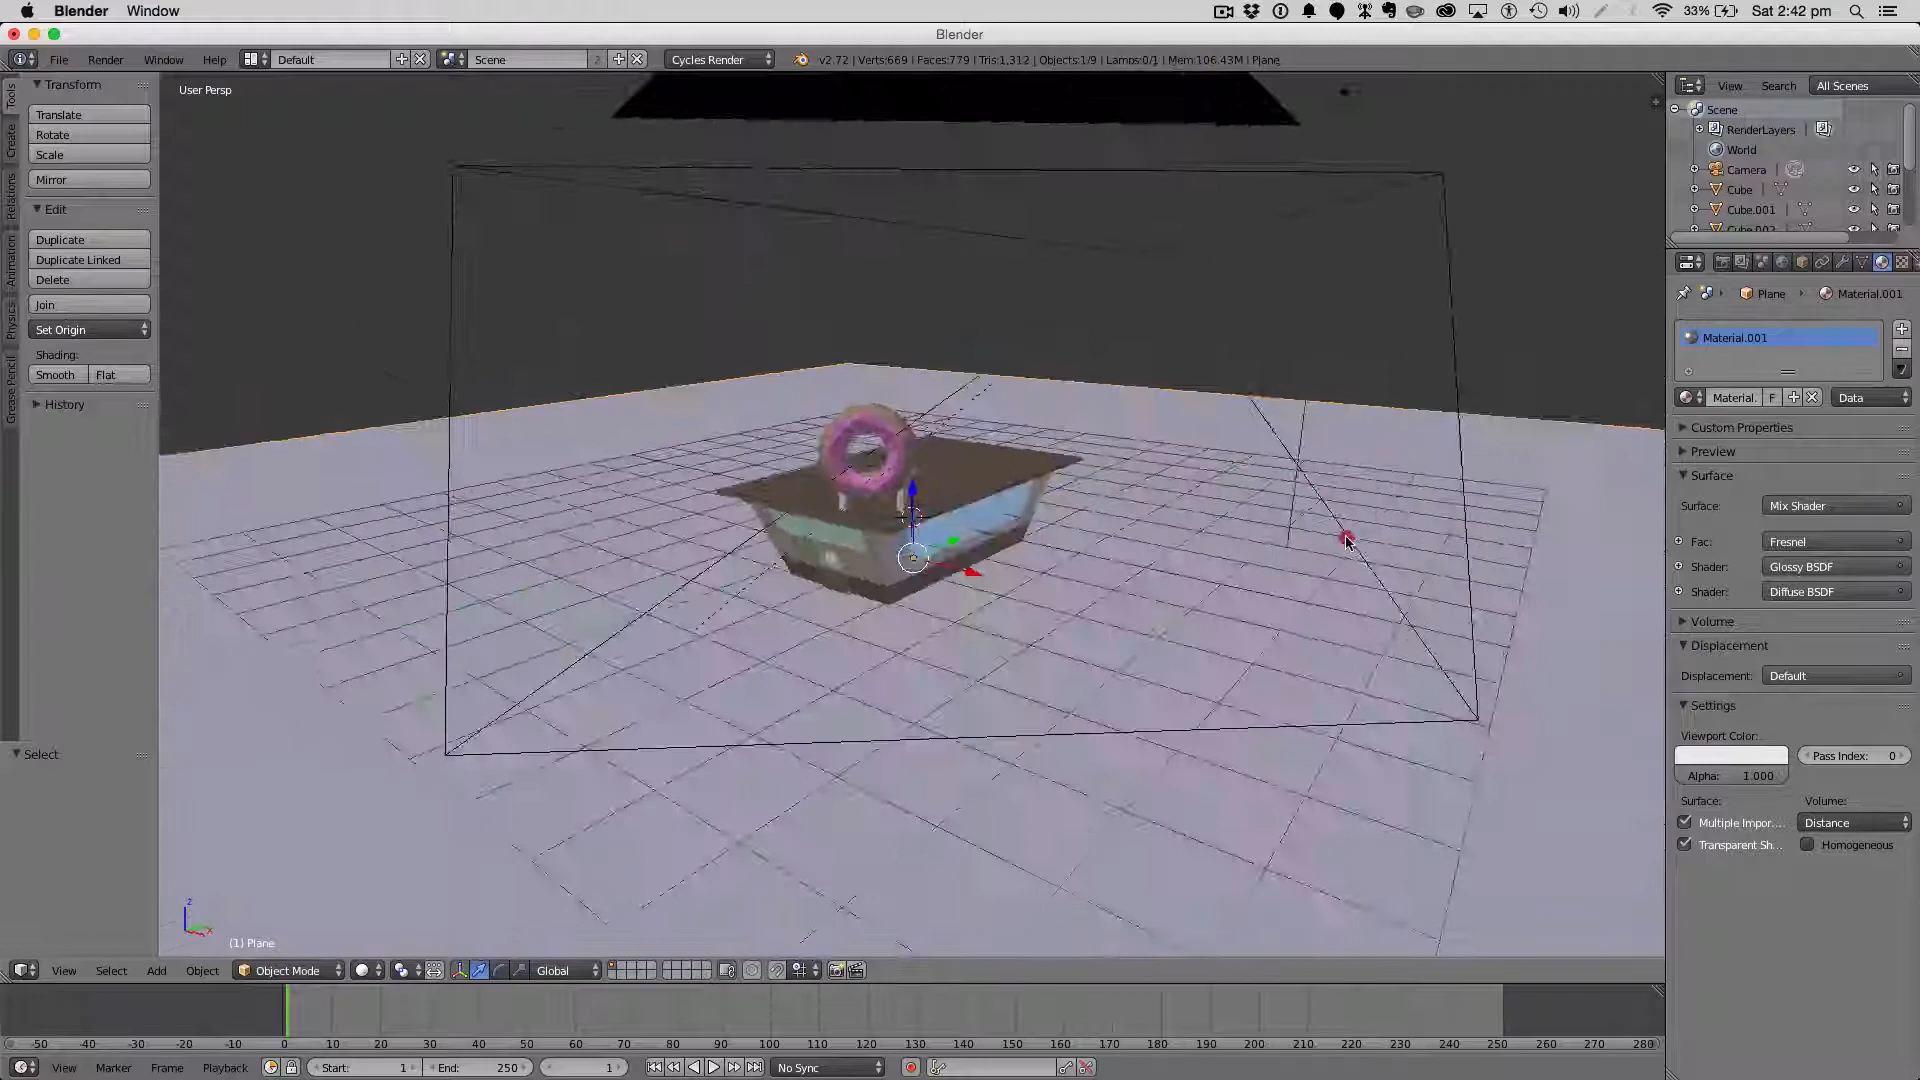 Blender Window 33% Sat 2:42 pm
Blender
File Render Window Help Default Scene 2 Cycles Render v2.72 | Verts:669 | Faces:779 | Tris:1,312 | Objects:1/9 | Lamps:0/1 | Mem:106.43M | Plane
Tools
Create
Relations
Animation
Physics
Grease Pencil
Transform
Translate
Rotate
Scale
Mirror
Edit
Duplicate
Duplicate Linked
Delete
Join
Set Origin
Shading:
Smooth Flat
History
Select
User Persp
z
x
(1) Plane
View Search All Scenes
Scene
RenderLayers |
World
Camera |
Cube |
Cube.001 |
Cube.002
Plane Material.001
Material.001
Material. F Data
Custom Properties
Preview
Surface
Surface: Mix Shader
Fac: Fresnel
Shader: Glossy BSDF
Shader: Diffuse BSDF
Volume
Displacement
Displacement: Default
Settings
Viewport Color:
Pass Index: 0
Alpha: 1.000
Surface: Volume:
Multiple Impor... Distance
Transparent Sh... Homogeneous
View Select Add Object Object Mode Global
-50 -40 -30 -20 -10 0 10 20 30 40 50 60 70 80 90 100 110 120 130 140 150 160 170 180 190 200 210 220 230 240 250 260 270 280
View Marker Frame Playback Start: 1 End: 250 1 No Sync